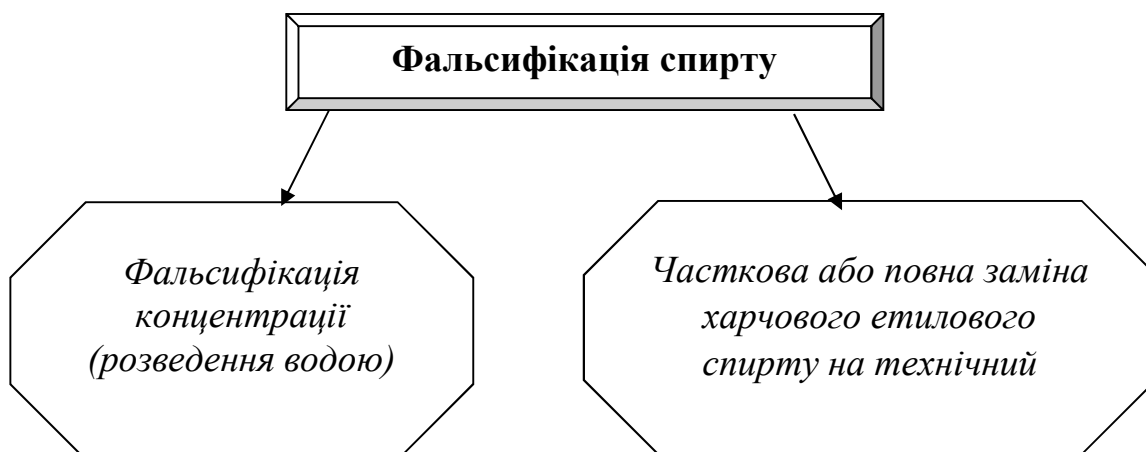 Фальсифікація спирту
Фальсифікація
концентрації
(розведення водою)
Часткова або повна заміна
харчового етилового
спирту на технічний